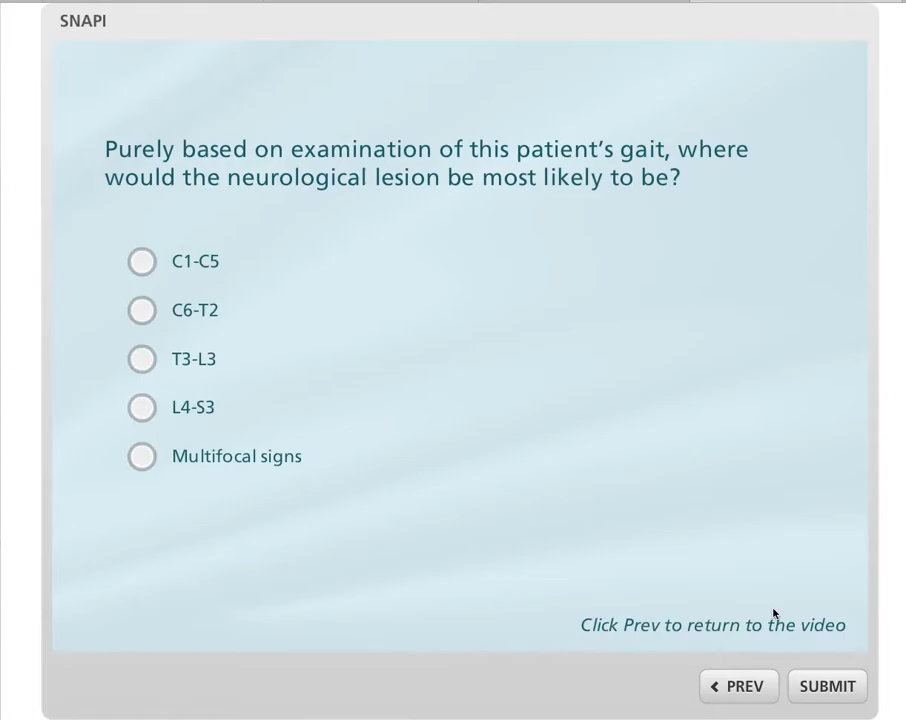 SNAPI
Purely based on examination of this patient’s gait, where
would the neurological lesion be most likely to be?
C1-C5
C6-T2
T3-L3
L4-S3
Multifocal signs
Click Prev to return to the video
PREV
SUBMIT